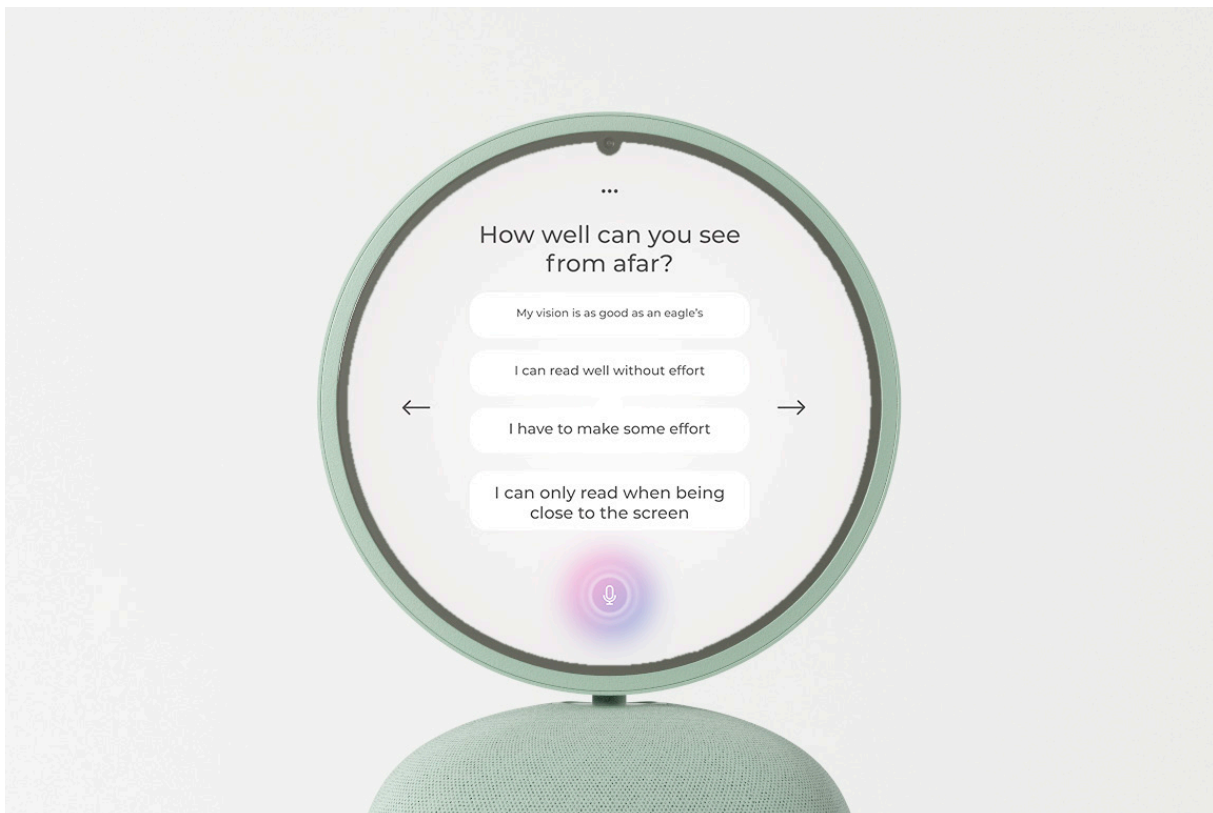 How well can you see
from afar?
My vision is as good as an eagle's
I can read well without effort
I have to make some effort
I can only read when being
close to the screen